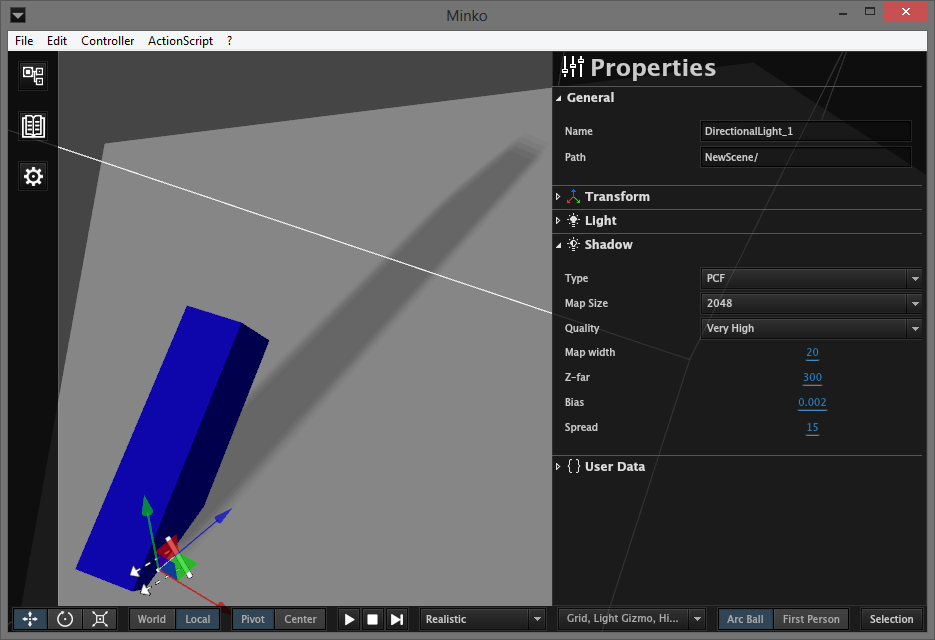 Minko
File Edit Controller ActionScript ?
Properties
General
Name DirectionalLight_1
Path NewScene/
Transform
Light
Shadow
Type PCF
Map Size 2048
Quality Very High
Map width 20
Z-far 300
Bias 0.002
Spread 15
{} User Data
World Local Pivot Center Realistic Grid, Light Gizmo, Hi... Arc Ball First Person Selection